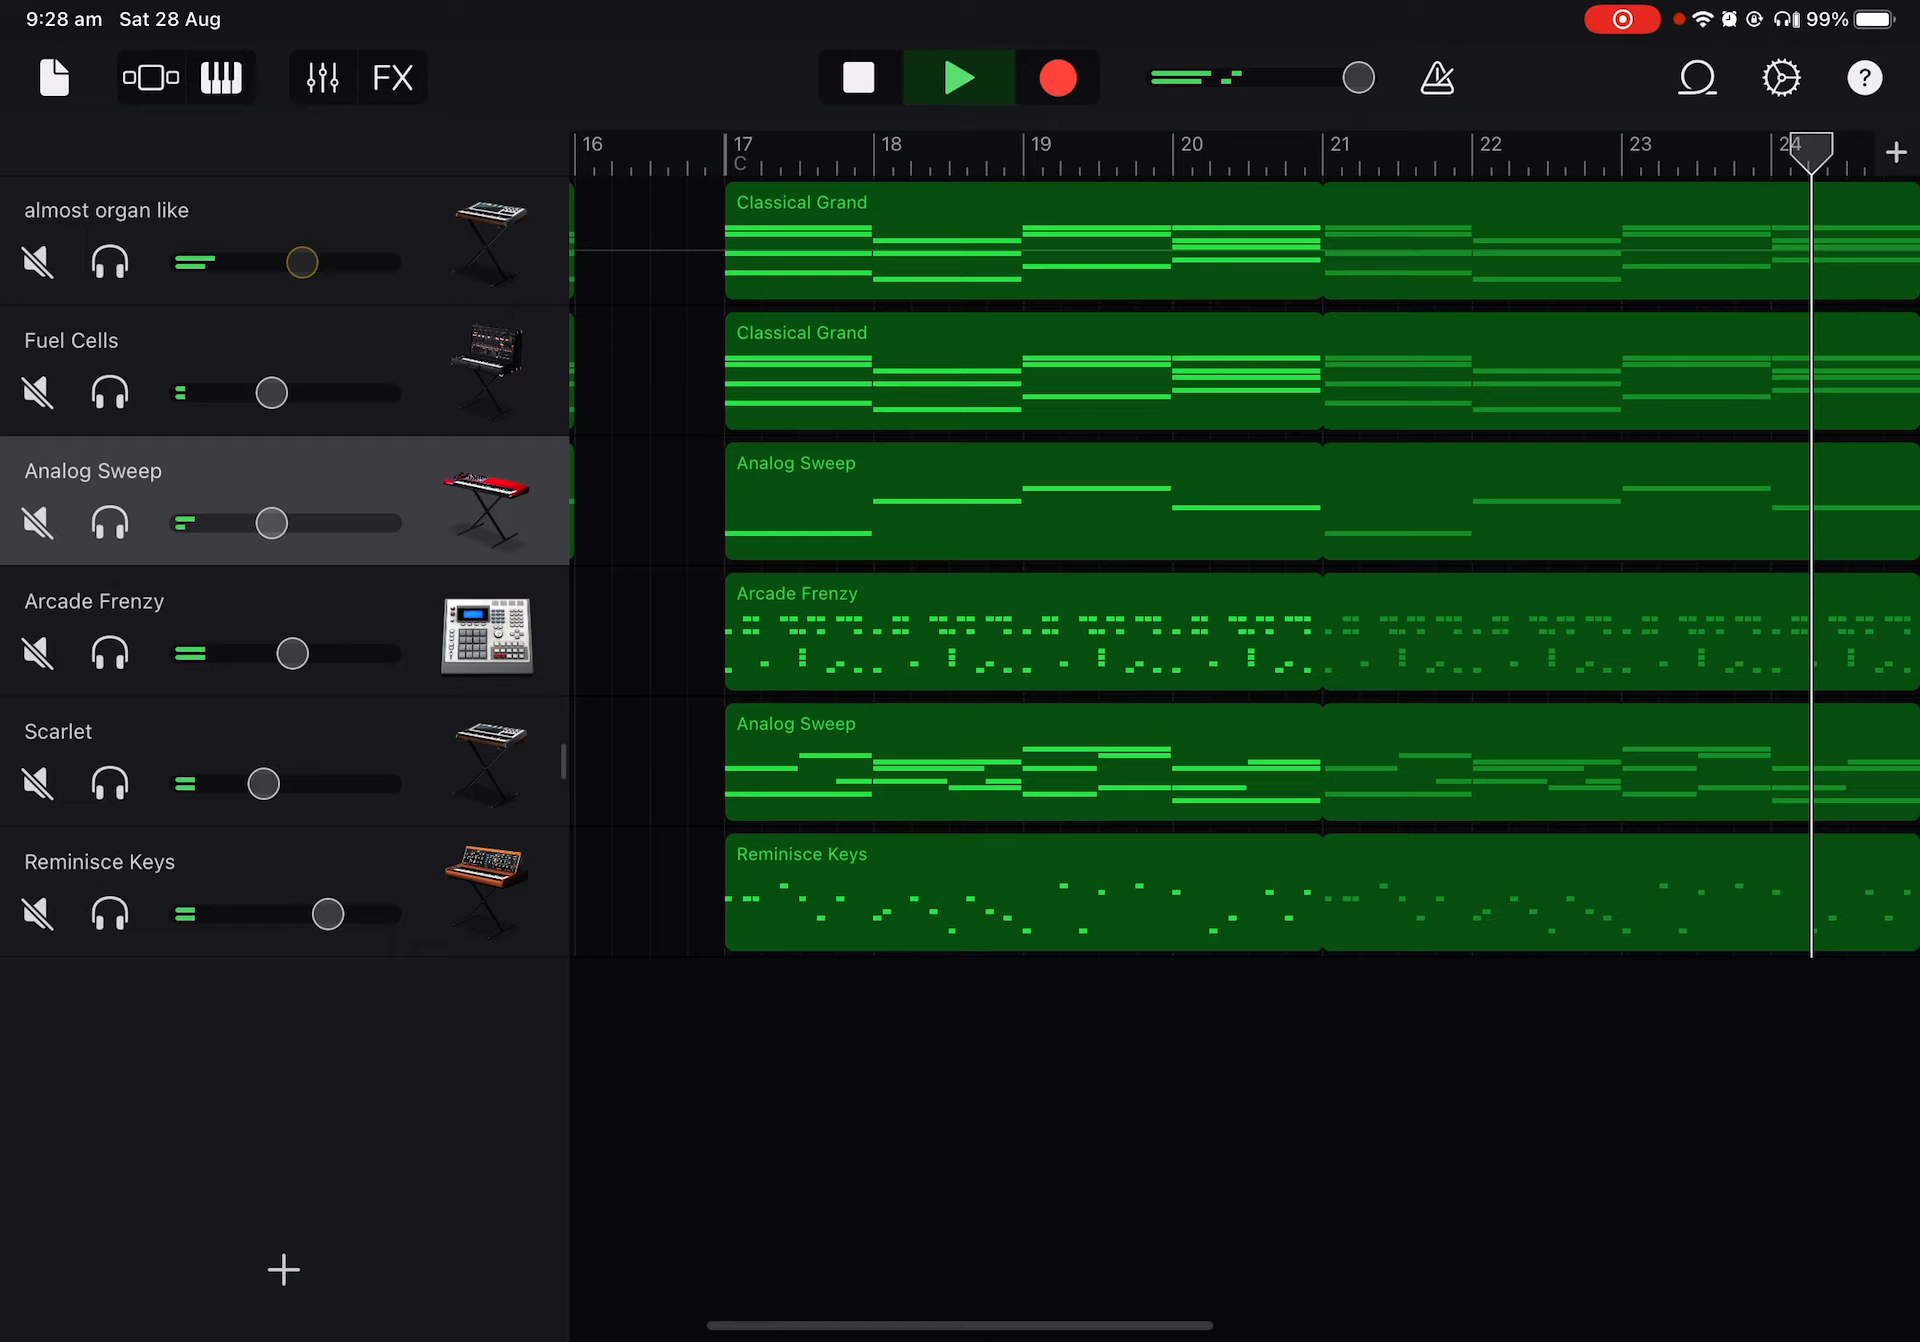 9:28 am Sat 28 Aug
99%
FX
?
16 17 18 19 20 21 22 23 24
C
almost organ like
Classical Grand
Fuel Cells
Classical Grand
Analog Sweep
Analog Sweep
Arcade Frenzy
Arcade Frenzy
Scarlet
Analog Sweep
Reminisce Keys
Reminisce Keys